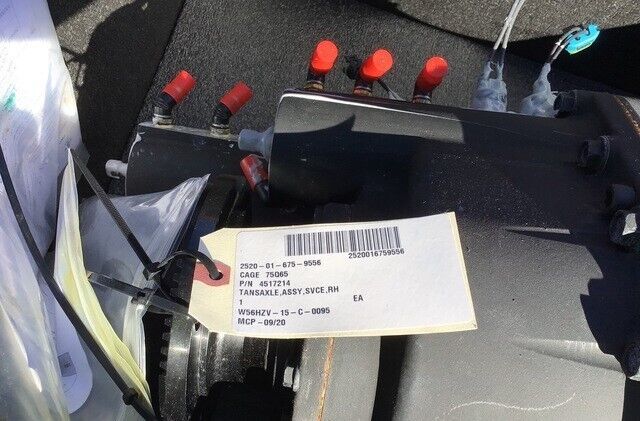 2520016759556
2520-01-675-9556
CAGE 75Q65
P/N 4517214
TANSAXLE,ASSY,SVCE,RH
1 EA
W56HZV-15-C-0095
MCP-09/20